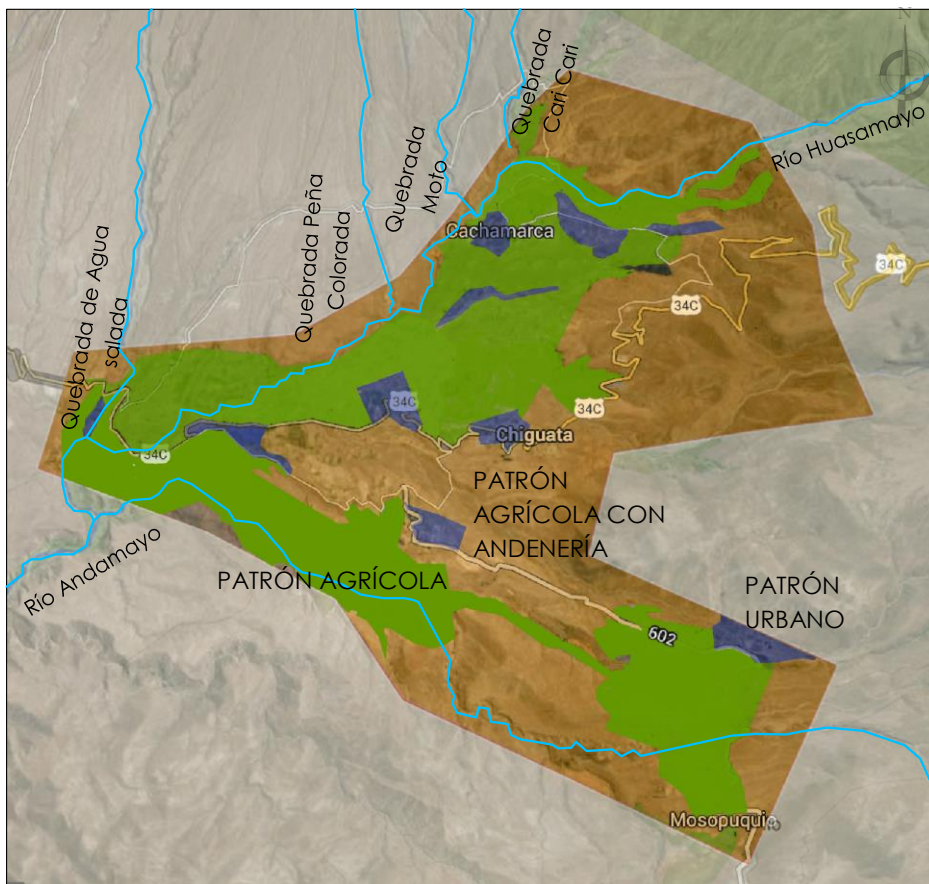 N
Quebrada
Cari Cari
Río Huasamayo
Quebrada
Moto
Quebrada Peña
Colorada
Quebrada de Agua
salada
Cachamarca
34C
34C
34C
34C
34C
Chiguata
PATRÓN
AGRÍCOLA CON
ANDENERÍA
Río Andamayo
PATRÓN AGRÍCOLA
PATRÓN
URBANO
602
Mosopuquio